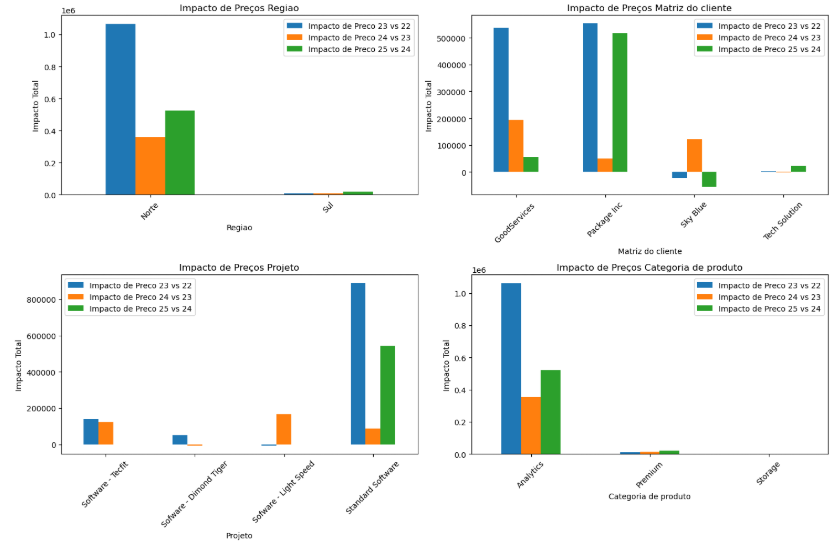 Impacto de Preços Regiao
1e6
Impacto de Preco 23 vs 22
Impacto de Preco 24 vs 23
Impacto de Preco 25 vs 24
1.0
0.8
0.6
0.4
0.2
0.0
Impacto Total
Norte
Sul
Regiao
Impacto de Preços Matriz do cliente
Impacto de Preco 23 vs 22
Impacto de Preco 24 vs 23
Impacto de Preco 25 vs 24
500000
400000
300000
200000
100000
0
Impacto Total
GoodServices
Package Inc
Sky Blue
Tech Solution
Matriz do cliente
Impacto de Preços Projeto
Impacto de Preco 23 vs 22
Impacto de Preco 24 vs 23
Impacto de Preco 25 vs 24
800000
600000
400000
200000
0
Impacto Total
Software - Tecfit
Sofware - Dimond Tiger
Sofware - Light Speed
Standard Software
Projeto
Impacto de Preços Categoria de produto
1e6
Impacto de Preco 23 vs 22
Impacto de Preco 24 vs 23
Impacto de Preco 25 vs 24
1.0
0.8
0.6
0.4
0.2
0.0
Impacto Total
Analytics
Premium
Storage
Categoria de produto